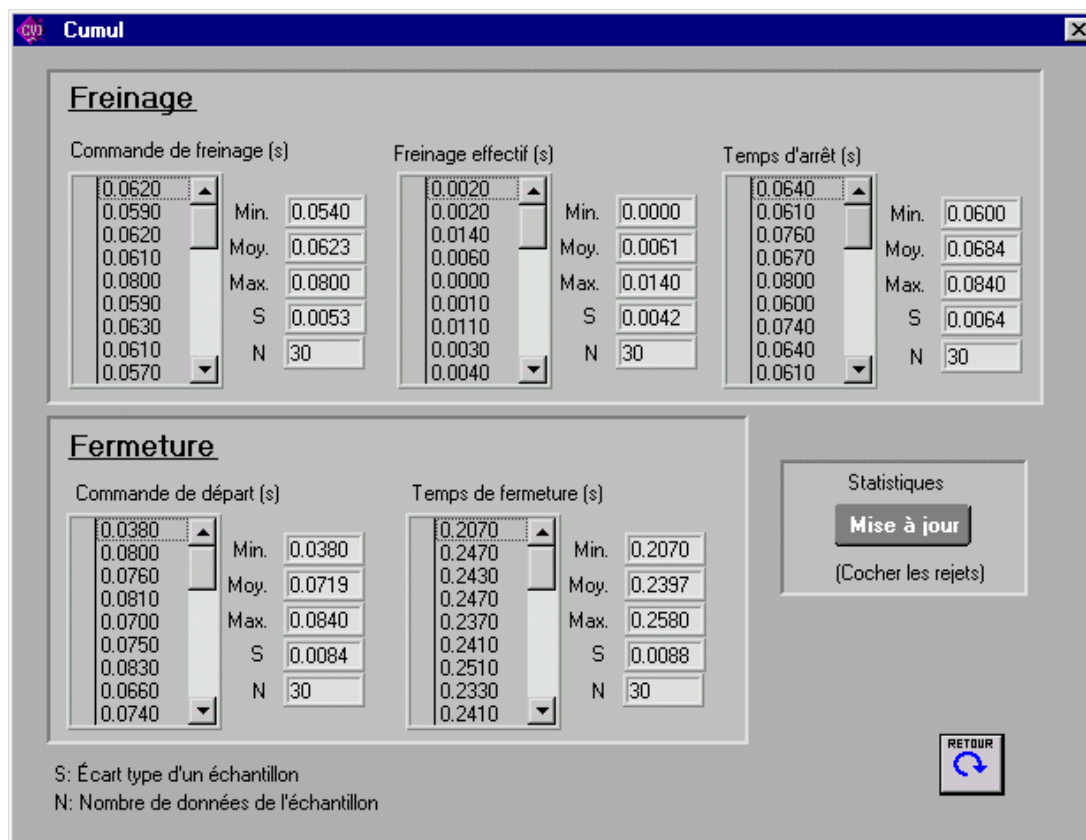 CVI Cumul
Freinage
Commande de freinage (s)
0.0620
0.0590
0.0620
0.0610
0.0800
0.0590
0.0630
0.0610
0.0570
Min. 0.0540
Moy. 0.0623
Max. 0.0800
S 0.0053
N 30
Freinage effectif (s)
0.0020
0.0020
0.0140
0.0060
0.0000
0.0010
0.0110
0.0030
0.0040
Min. 0.0000
Moy. 0.0061
Max. 0.0140
S 0.0042
N 30
Temps d'arrêt (s)
0.0640
0.0610
0.0760
0.0670
0.0800
0.0600
0.0740
0.0640
0.0610
Min. 0.0600
Moy. 0.0684
Max. 0.0840
S 0.0064
N 30
Fermeture
Commande de départ (s)
0.0380
0.0800
0.0760
0.0810
0.0700
0.0750
0.0830
0.0660
0.0740
Min. 0.0380
Moy. 0.0719
Max. 0.0840
S 0.0084
N 30
Temps de fermeture (s)
0.2070
0.2470
0.2430
0.2470
0.2370
0.2410
0.2510
0.2330
0.2410
Min. 0.2070
Moy. 0.2397
Max. 0.2580
S 0.0088
N 30
Statistiques
Mise à jour
(Cocher les rejets)
RETOUR
S: Écart type d'un échantillon
N: Nombre de données de l'échantillon